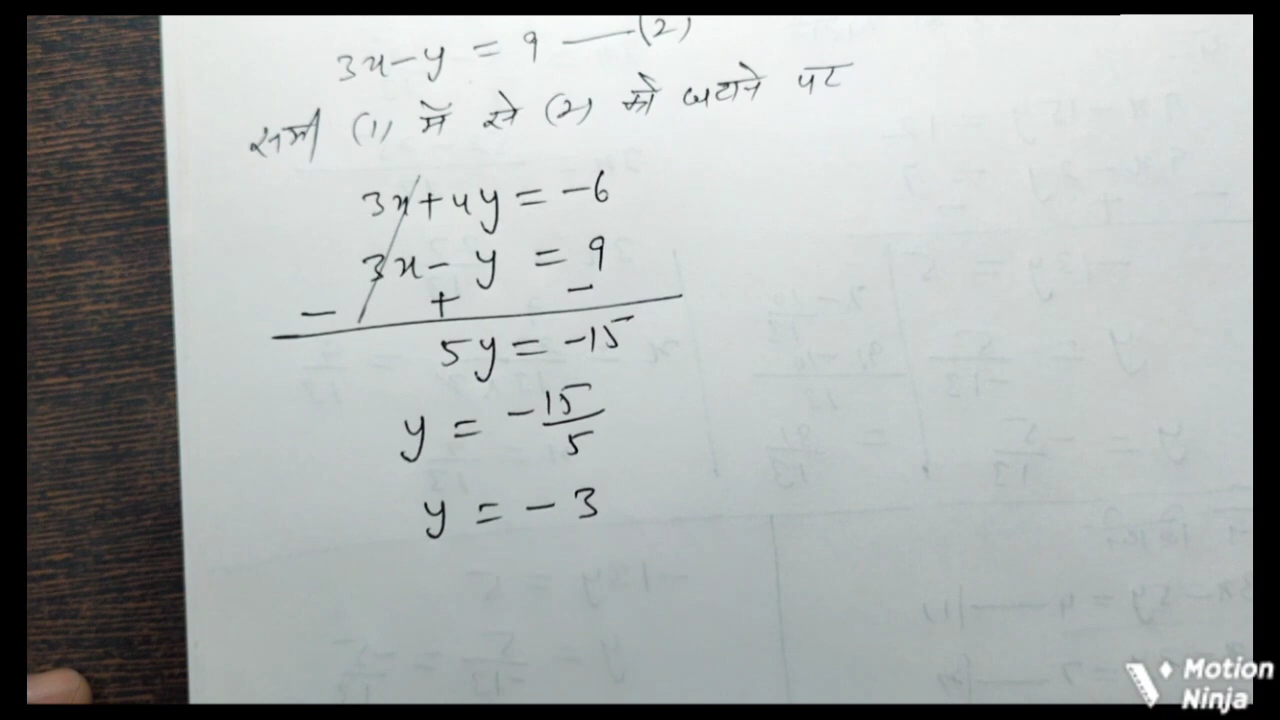 3x-y = 9 —(2)
समी (1) में से (2) को घटाने पर
3x+4y = -6
3x- y = 9
- + -
5y = -15
y = -15/5
y = - 3
Motion
Ninja